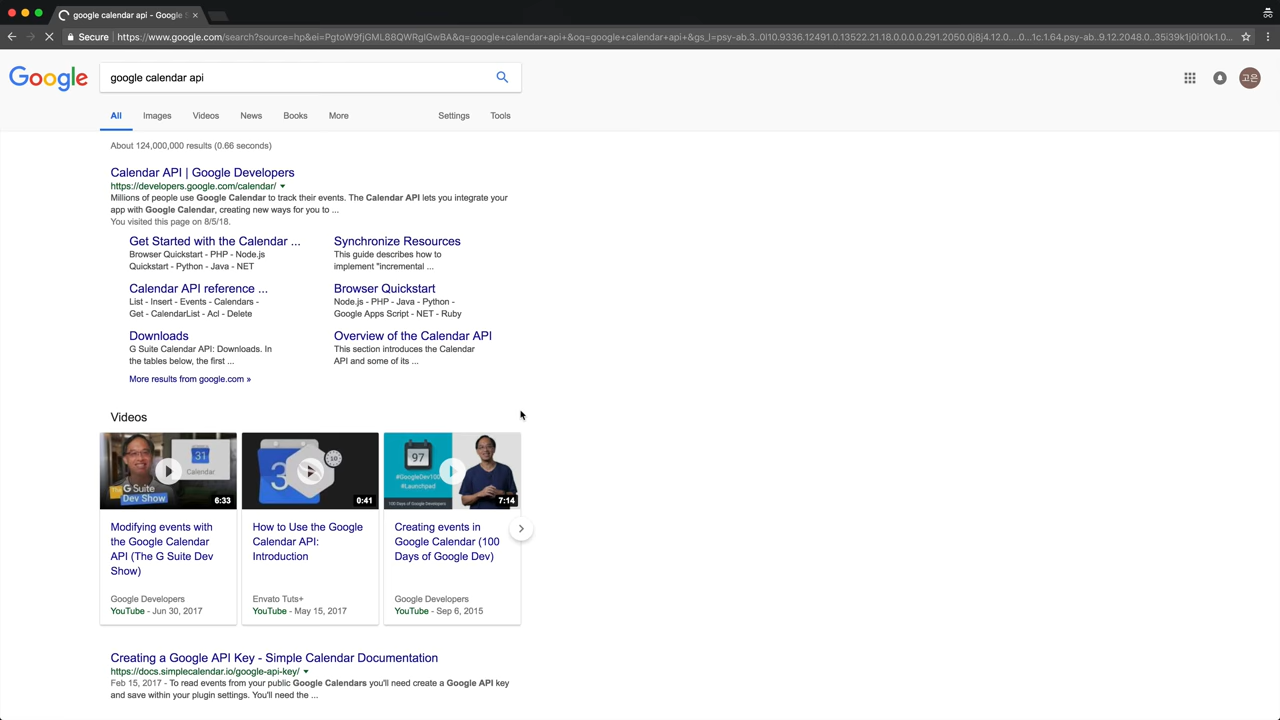 google calendar api - Google
Secure
https://www.google.com/search?source=hp&ei=PgtoW9fjGML88QWRgIGwBA&q=google+calendar+api+&oq=google+calendar+api+&gs_l=psy-ab.3..0l10.9336.12491.0.13522.21.18.0.0.0.0.291.2050.0j8j4.12.0....0...1c.1.64.psy-ab..9.12.2048.0..35i39k1j0i10k1.0...
Google
google calendar api
고은
All Images Videos News Books More Settings Tools
About 124,000,000 results (0.66 seconds)
Calendar API | Google Developers
https://developers.google.com/calendar/
Millions of people use Google Calendar to track their events. The Calendar API lets you integrate your
app with Google Calendar, creating new ways for you to ...
You visited this page on 8/5/18.
Get Started with the Calendar ...
Browser Quickstart - PHP - Node.js
Quickstart - Python - Java - NET
Synchronize Resources
This guide describes how to
implement "incremental ...
Calendar API reference ...
List - Insert - Events - Calendars -
Get - CalendarList - Acl - Delete
Browser Quickstart
Node.js - PHP - Java - Python -
Google Apps Script - NET - Ruby
Downloads
G Suite Calendar API: Downloads. In
the tables below, the first ...
Overview of the Calendar API
This section introduces the Calendar
API and some of its ...
More results from google.com »
Videos
31
Calendar
The G Suite
Dev Show
6:33
Modifying events with
the Google Calendar
API (The G Suite Dev
Show)
Google Developers
YouTube - Jun 30, 2017
3
10
0:41
How to Use the Google
Calendar API:
Introduction
Envato Tuts+
YouTube - May 15, 2017
97
#GoogleDev100
#Launchpad
100 Days of Google Developers
7:14
Creating events in
Google Calendar (100
Days of Google Dev)
Google Developers
YouTube - Sep 6, 2015
Creating a Google API Key - Simple Calendar Documentation
https://docs.simplecalendar.io/google-api-key/
Feb 15, 2017 - To read events from your public Google Calendars you'll need create a Google API key
and save within your plugin settings. You'll need the ...